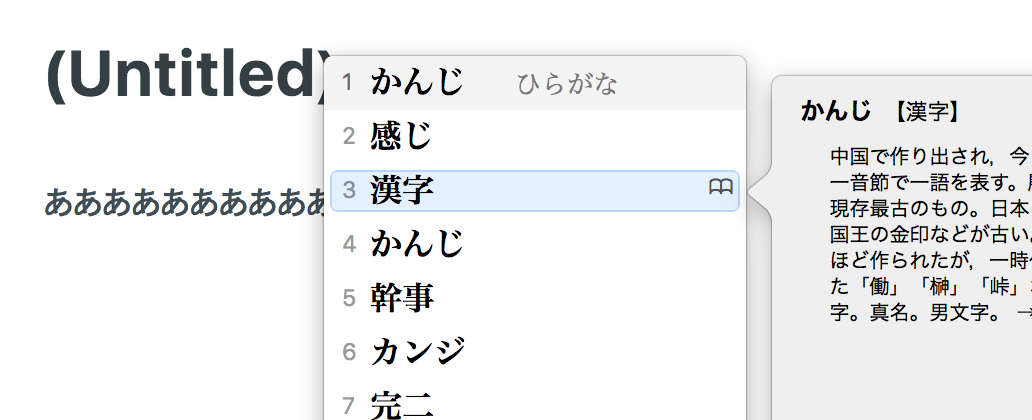 (Untitled)
ああああああああああ
1 かんじ ひらがな
2 感じ
3 漢字
4 かんじ
5 幹事
6 カンジ
7 完二
かんじ 【漢字】
中国で作り出され，今
一音節で一語を表す。
現存最古のもの。日本
国王の金印などが古い。
ほど作られたが，一時
た「働」「榊」「峠」
字。真名。男文字。→